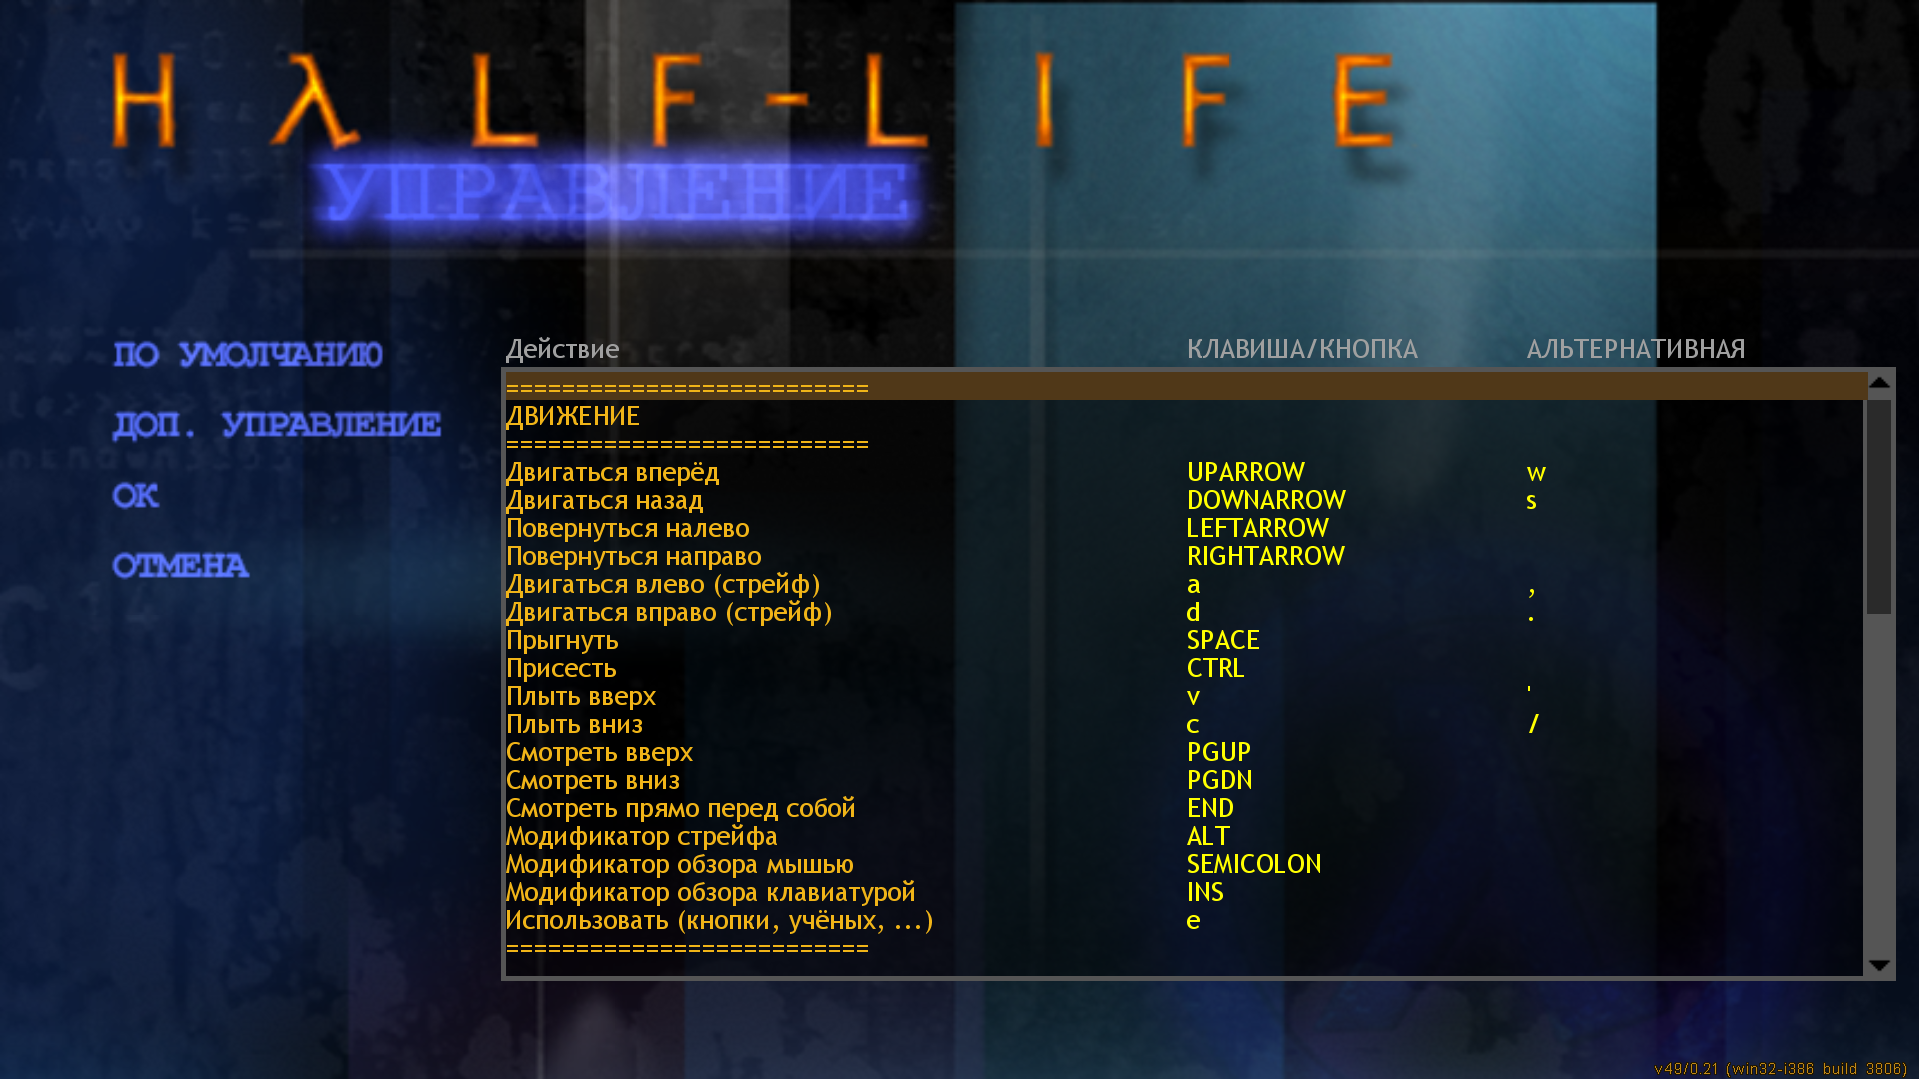 HλLF-LIFE
УПРАВЛЕНИЕ
ПО УМОЛЧАНИЮ
ДОП. УПРАВЛЕНИЕ
ОК
ОТМЕНА
Действие КЛАВИША/КНОПКА АЛЬТЕРНАТИВНАЯ
==========================
ДВИЖЕНИЕ
==========================
Двигаться вперёд UPARROW w
Двигаться назад DOWNARROW s
Повернуться налево LEFTARROW
Повернуться направо RIGHTARROW
Двигаться влево (стрейф) a ,
Двигаться вправо (стрейф) d .
Прыгнуть SPACE
Присесть CTRL
Плыть вверх v '
Плыть вниз c /
Смотреть вверх PGUP
Смотреть вниз PGDN
Смотреть прямо перед собой END
Модификатор стрейфа ALT
Модификатор обзора мышью SEMICOLON
Модификатор обзора клавиатурой INS
Использовать (кнопки, учёных, ...) e
==========================
v49/0.21 (win32-i386 build 3806)